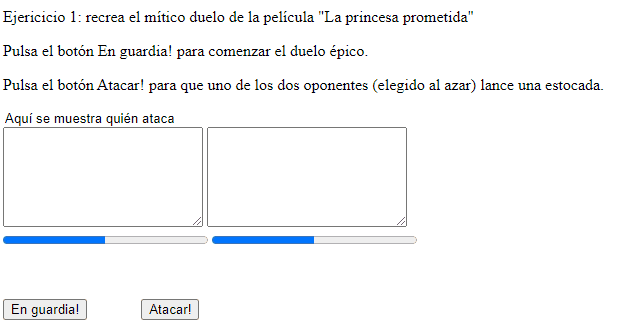 Ejericicio 1: recrea el mítico duelo de la película "La princesa prometida"
Pulsa el botón En guardia! para comenzar el duelo épico.
Pulsa el botón Atacar! para que uno de los dos oponentes (elegido al azar) lance una estocada.
Aquí se muestra quién ataca
En guardia! Atacar!